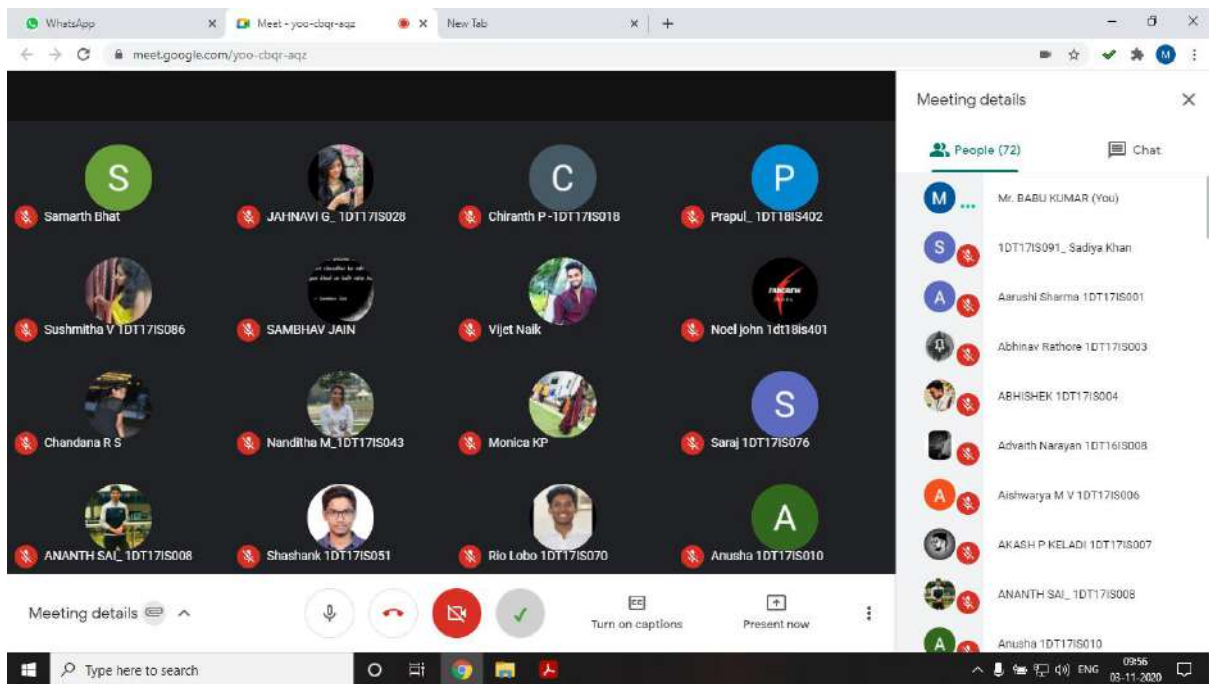 WhatsApp
Meet - yoo-cbqr-aqz
New Tab
meet.google.com/yoo-cbqr-aqz
M
Meeting details
People (72)
Chat
S
C
P
Samarth Bhat
JAHNAVI G_ 1DT17IS028
Chiranth P -1DT17IS018
Prapul_ 1DT18IS402
Sushmitha V 1DT17IS086
SAMBHAV JAIN
Vijet Naik
Noel john 1dt18is401
S
Chandana R S
Nanditha M_1DT17IS043
Monica KP
Saraj 1DT17IS076
A
ANANTH SAI_ 1DT17IS008
Shashank 1DT17IS051
Rio Lobo 1DT17IS070
Anusha 1DT17IS010
M
Mr. BABU KUMAR (You)
S
1DT17IS091_ Sadiya Khan
A
Aarushi Sharma 1DT17IS001
Abhinav Rathore 1DT17IS003
ABHISHEK 1DT17IS004
Advaith Narayan 1DT16IS008
A
Aishwarya M V 1DT17IS006
AKASH P KELADI 1DT17IS007
ANANTH SAI_ 1DT17IS008
A
Anusha 1DT17IS010
Meeting details
CC
Turn on captions
Present now
Type here to search
ENG
09:56
03-11-2020